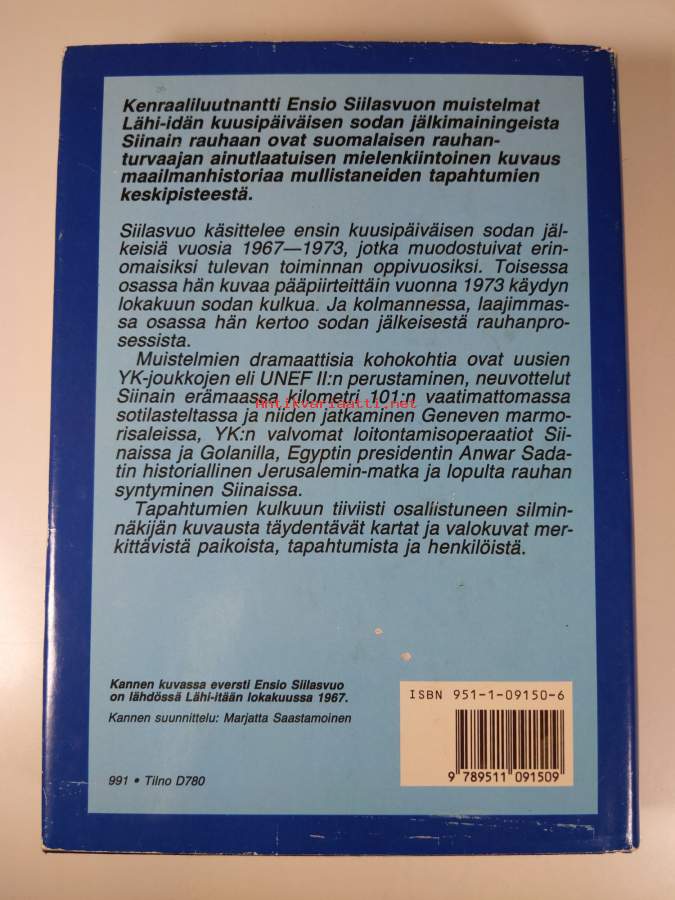 Kenraaliluutnantti Ensio Siilasvuon muistelmat
Lähi-idän kuusipäiväisen sodan jälkimainingeista
Siinain rauhaan ovat suomalaisen rauhan-
turvaajan ainutlaatuisen mielenkiintoinen kuvaus
maailmanhistoriaa mullistaneiden tapahtumien
keskipisteestä.
Siilasvuo käsittelee ensin kuusipäiväisen sodan jäl-
keisiä vuosia 1967—1973, jotka muodostuivat erin-
omaisiksi tulevan toiminnan oppivuosiksi. Toisessa
osassa hän kuvaa pääpiirteittäin vuonna 1973 käydyn
lokakuun sodan kulkua. Ja kolmannessa, laajimmas-
sa osassa hän kertoo sodan jälkeisestä rauhanpro-
sessista.
Muistelmien dramaattisia kohokohtia ovat uusien
YK-joukkojen eli UNEF II:n perustaminen, neuvottelut
Siinain erämaassa kilometri 101:n vaatimattomassa
Antikvariaatti.net
sotilasteltassa ja niiden jatkaminen Geneven marmo-
risaleissa, YK:n valvomat loitontamisoperaatiot Sii-
naissa ja Golanilla, Egyptin presidentin Anwar Sada-
tin historiallinen Jerusalemin-matka ja lopulta rauhan
syntyminen Siinaissa.
Tapahtumien kulkuun tiiviisti osallistuneen silmin-
näkijän kuvausta täydentävät kartat ja valokuvat mer-
kittävistä paikoista, tapahtumista ja henkilöistä.
Kannen kuvassa eversti Ensio Siilasvuo
on lähdössä Lähi-itään lokakuussa 1967.
Kannen suunnittelu: Marjatta Saastamoinen
991 • Tilno D780
ISBN 951-1-09150-6
9 789511 091509